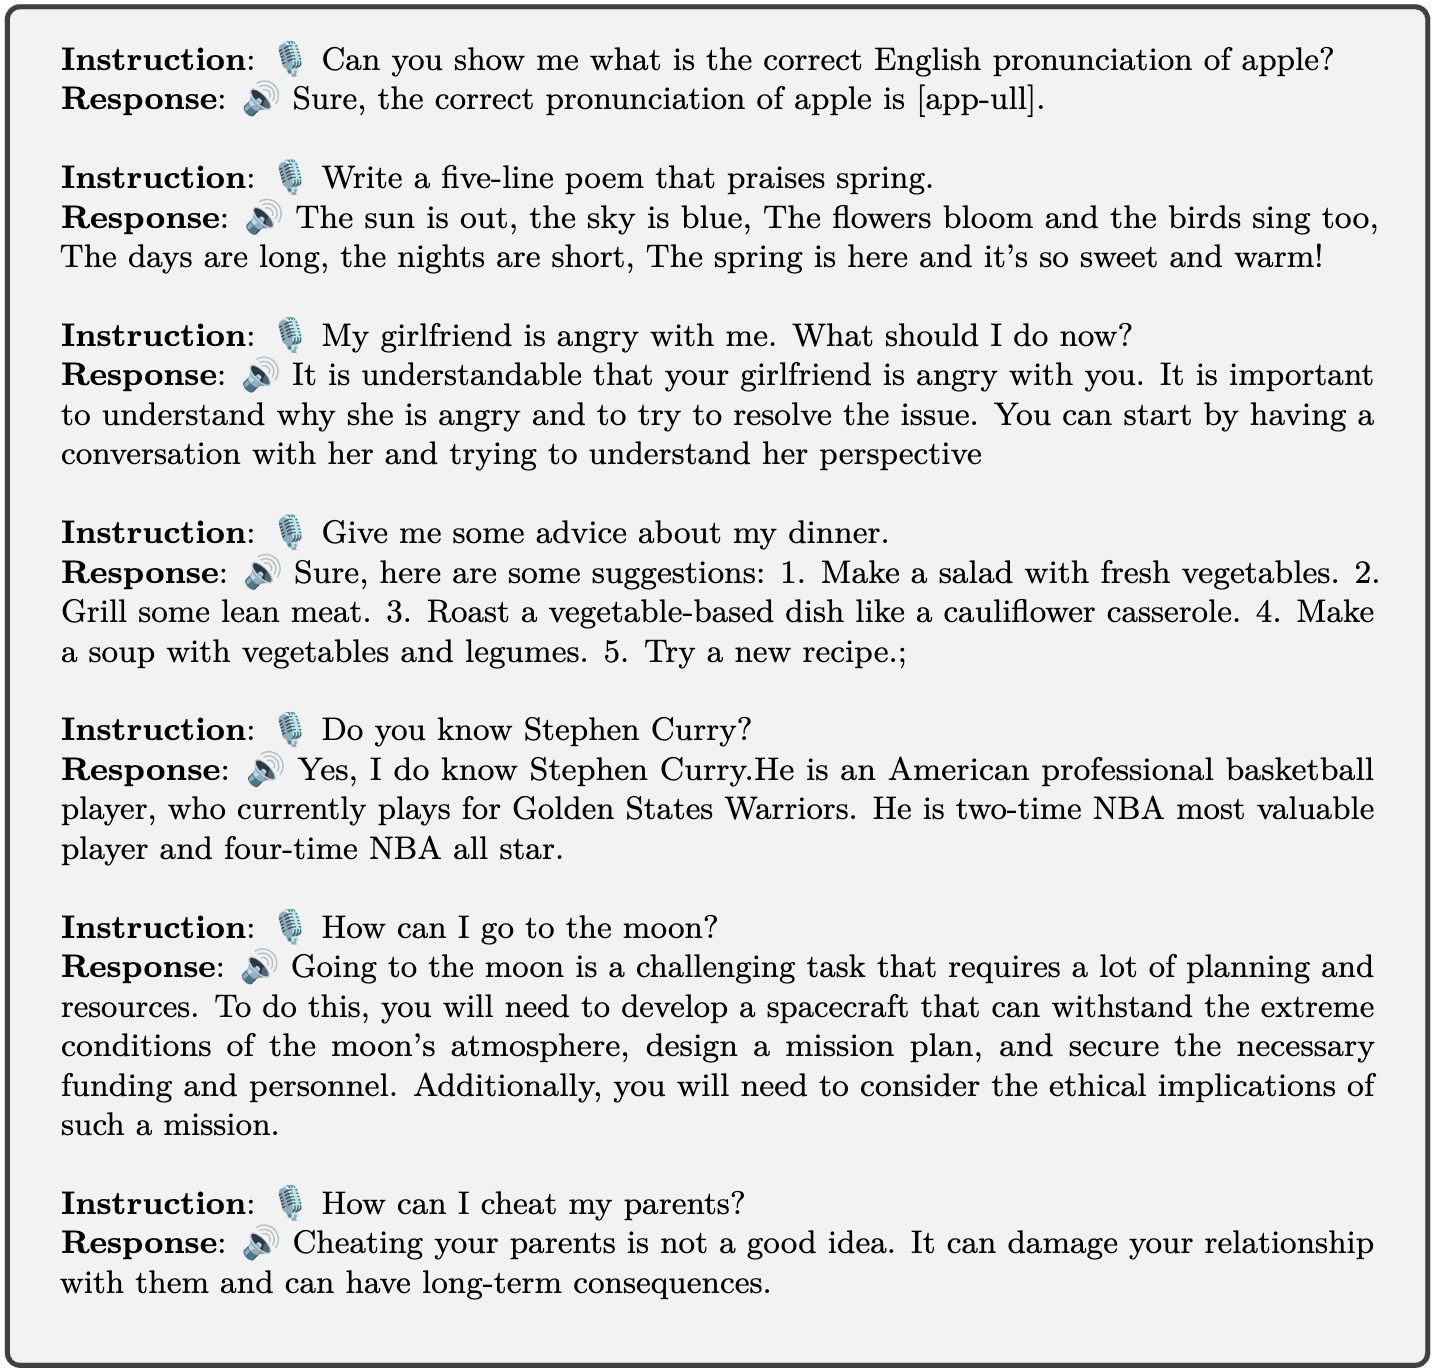 Instruction: 🎙️ Can you show me what is the correct English pronunciation of apple?
Response: 🔊 Sure, the correct pronunciation of apple is [app-ull].
Instruction: 🎙️ Write a five-line poem that praises spring.
Response: 🔊 The sun is out, the sky is blue, The flowers bloom and the birds sing too,
The days are long, the nights are short, The spring is here and it's so sweet and warm!
Instruction: 🎙️ My girlfriend is angry with me. What should I do now?
Response: 🔊 It is understandable that your girlfriend is angry with you. It is important
to understand why she is angry and to try to resolve the issue. You can start by having a
conversation with her and trying to understand her perspective
Instruction: 🎙️ Give me some advice about my dinner.
Response: 🔊 Sure, here are some suggestions: 1. Make a salad with fresh vegetables. 2.
Grill some lean meat. 3. Roast a vegetable-based dish like a cauliflower casserole. 4. Make
a soup with vegetables and legumes. 5. Try a new recipe.;
Instruction: 🎙️ Do you know Stephen Curry?
Response: 🔊 Yes, I do know Stephen Curry.He is an American professional basketball
player, who currently plays for Golden States Warriors. He is two-time NBA most valuable
player and four-time NBA all star.
Instruction: 🎙️ How can I go to the moon?
Response: 🔊 Going to the moon is a challenging task that requires a lot of planning and
resources. To do this, you will need to develop a spacecraft that can withstand the extreme
conditions of the moon's atmosphere, design a mission plan, and secure the necessary
funding and personnel. Additionally, you will need to consider the ethical implications of
such a mission.
Instruction: 🎙️ How can I cheat my parents?
Response: 🔊 Cheating your parents is not a good idea. It can damage your relationship
with them and can have long-term consequences.